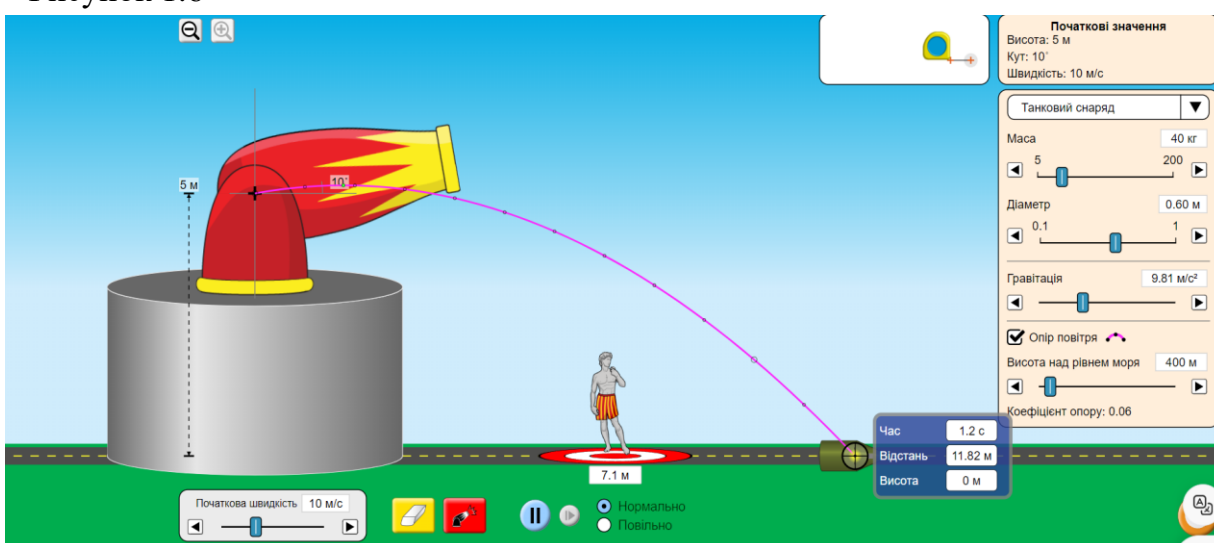 Початкові значення
Висота: 5 м
Кут: 10°
Швидкість: 10 м/с
Танковий снаряд
Маса 40 кг
5 200
Діаметр 0.60 м
0.1 1
Гравітація 9.81 м/с²
Опір повітря
Висота над рівнем моря 400 м
Коефіцієнт опору: 0.06
5 м
10°
7.1 м
Час 1.2 с
Відстань 11.82 м
Висота 0 м
Початкова швидкість 10 м/с
Нормально
Повільно